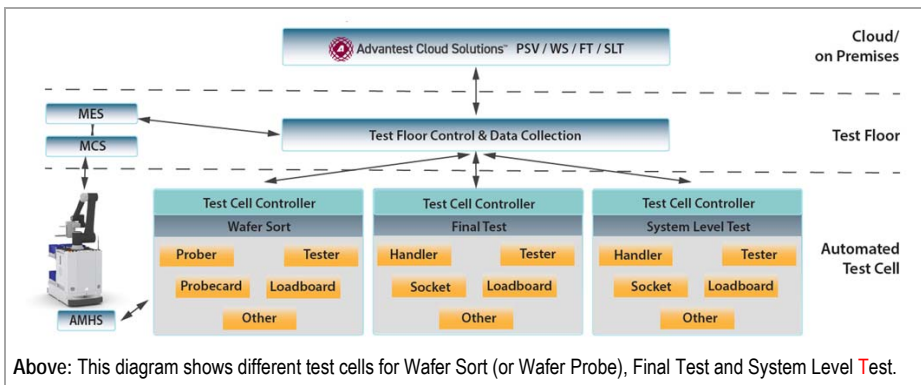 Advantest Cloud Solutions™ PSV / WS / FT / SLT
Cloud/
on Premises
MES
MCS
Test Floor Control & Data Collection
Test Floor
Test Cell Controller
Wafer Sort
Prober Tester
Probecard Loadboard
Other
Test Cell Controller
Final Test
Handler Tester
Socket Loadboard
Other
Test Cell Controller
System Level Test
Handler Tester
Socket Loadboard
Other
Automated
Test Cell
AMHS
Above: This diagram shows different test cells for Wafer Sort (or Wafer Probe), Final Test and System Level Test.